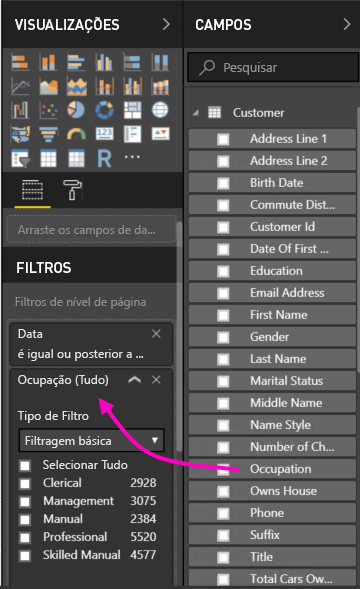 VISUALIZAÇÕES
123
R
Arraste os campos de da...
FILTROS
Filtros de nível de página
Data
é igual ou posterior a ...
Ocupação (Tudo)
Tipo de Filtro
Filtragem básica
Selecionar Tudo
Clerical 2928
Management 3075
Manual 2384
Professional 5520
Skilled Manual 4577
CAMPOS
Pesquisar
Customer
Address Line 1
Address Line 2
Birth Date
Commute Dist...
Customer Id
Date Of First ...
Education
Email Address
First Name
Gender
Last Name
Marital Status
Middle Name
Name Style
Number of Ch...
Occupation
Owns House
Phone
Suffix
Title
Total Cars Ow...